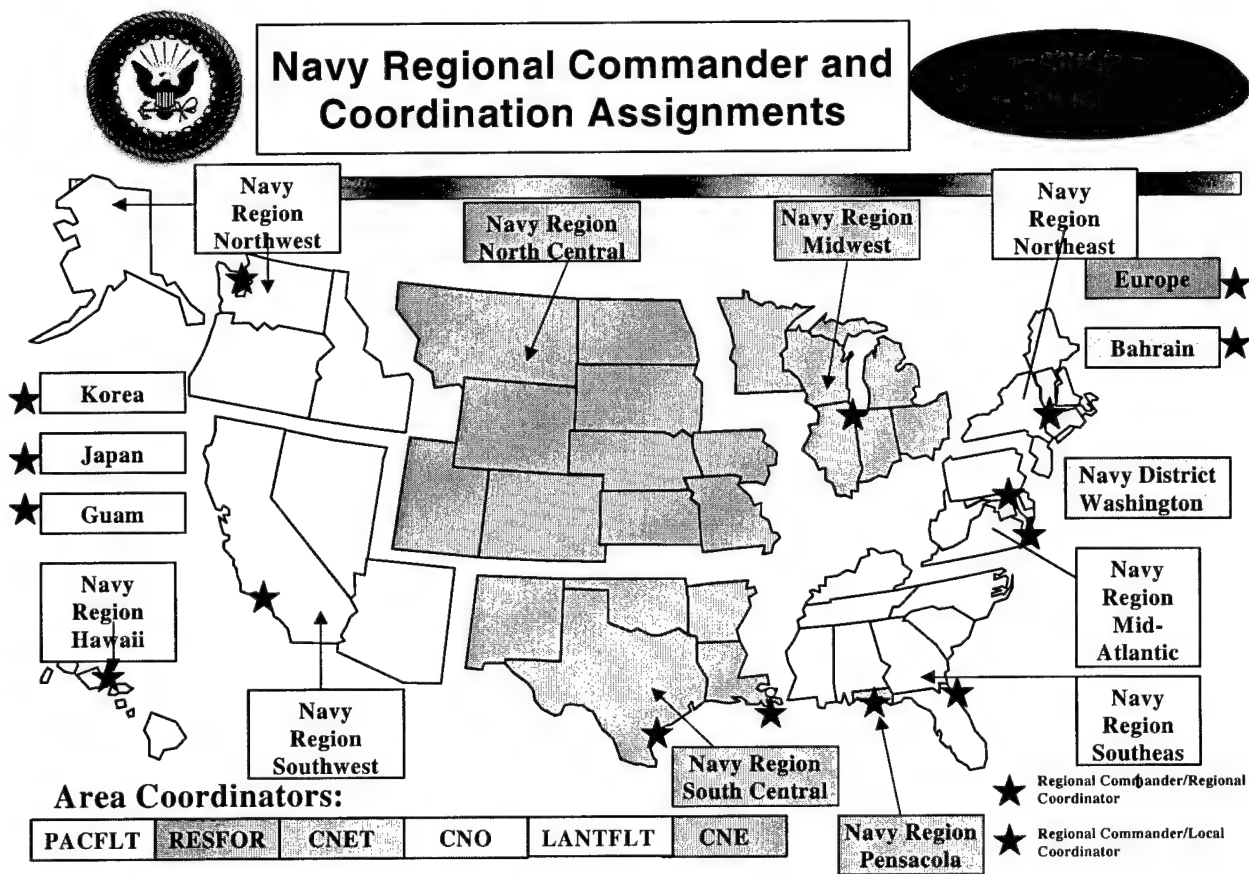 Navy Regional Commander and
Coordination Assignments
Navy
Region
Northwest
Navy Region
North Central
Navy Region
Midwest
Navy
Region
Northeast
Europe
Bahrain
Korea
Japan
Guam
Navy District
Washington
Navy
Region
Hawaii
Navy
Region
Mid-
Atlantic
Navy
Region
Southwest
Navy
Region
Southeas
Navy Region
South Central
Navy Region
Pensacola
Regional Commander/Regional
Coordinator
Regional Commander/Local
Coordinator
Area Coordinators:
PACFLT RESFOR CNET CNO LANTFLT CNE